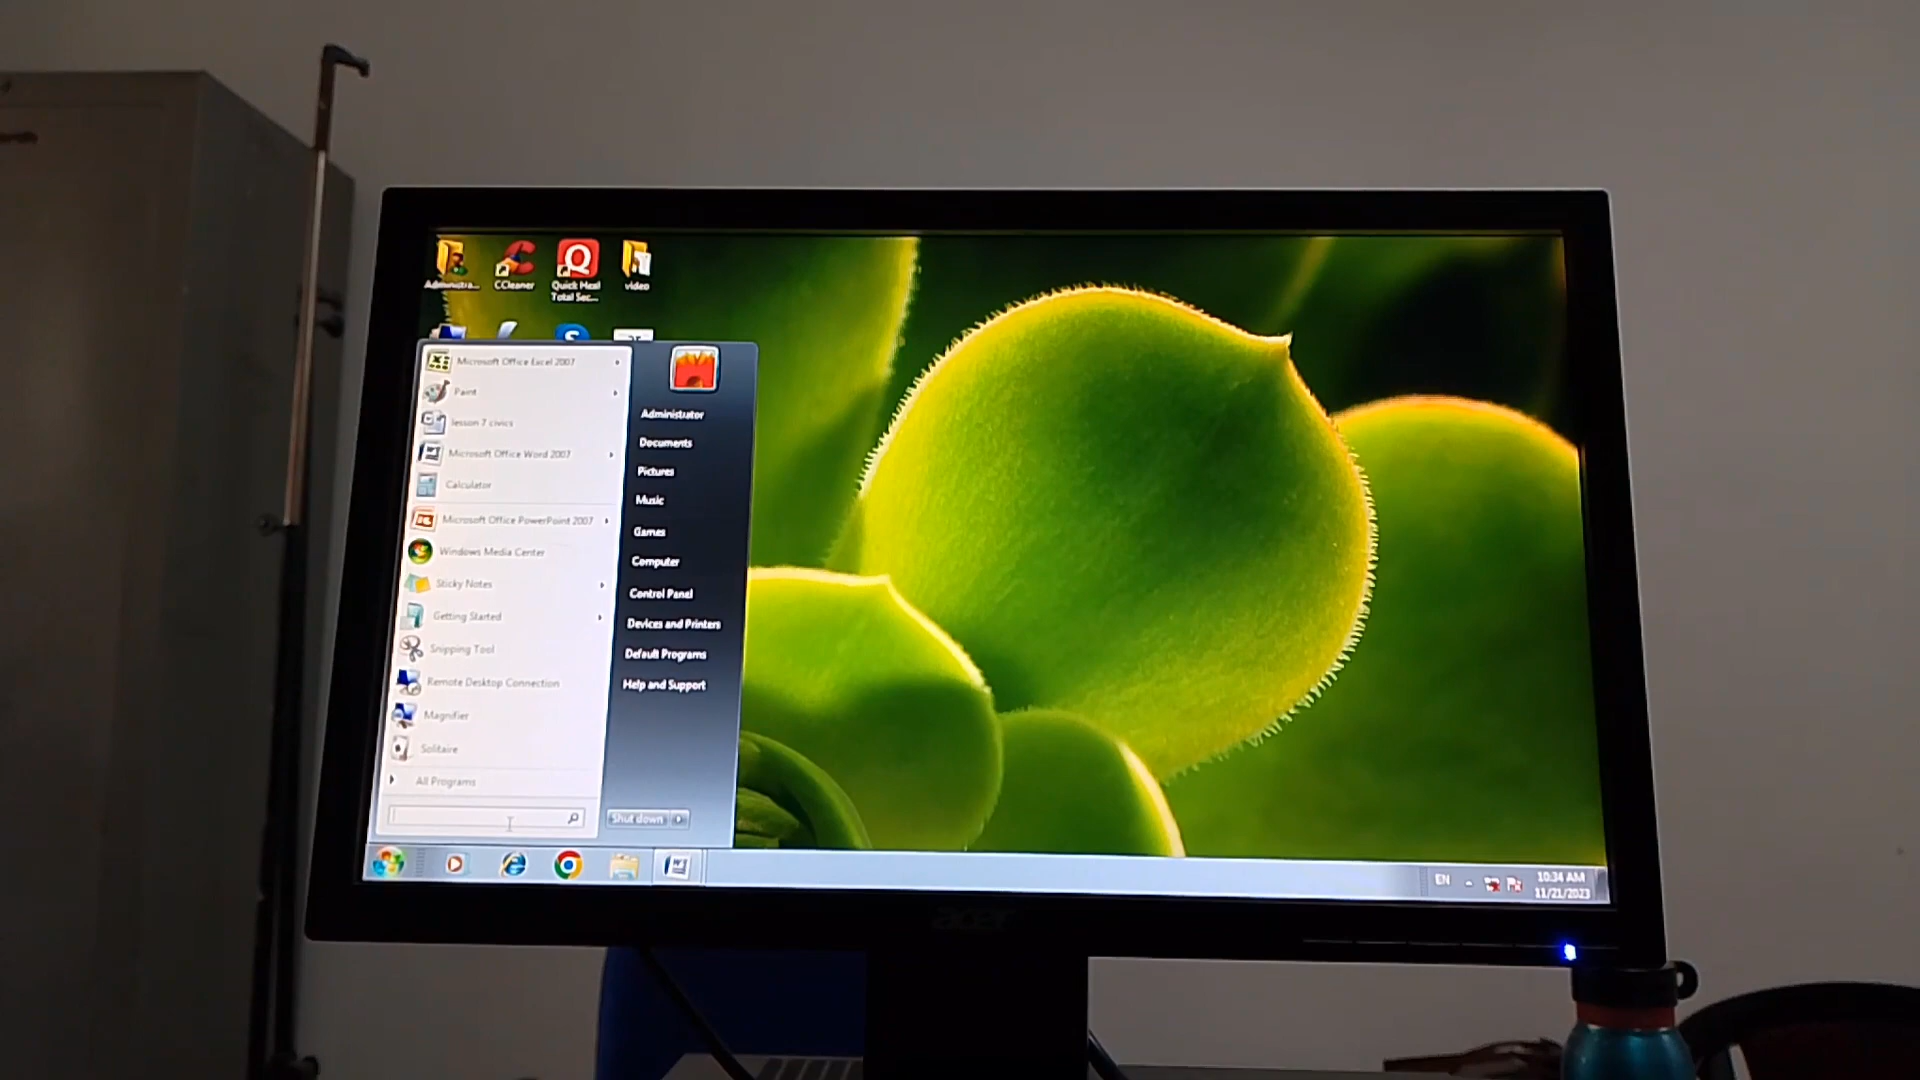 Administra...
CCleaner
Quick Heal
Total Sec...
video
Microsoft Office Excel 2007
Paint
lesson 7 civics
Microsoft Office Word 2007
Calculator
Microsoft Office PowerPoint 2007
Windows Media Center
Sticky Notes
Getting Started
Snipping Tool
Remote Desktop Connection
Magnifier
Solitaire
All Programs
Administrator
Documents
Pictures
Music
Games
Computer
Control Panel
Devices and Printers
Default Programs
Help and Support
Shut down
EN
10:34 AM
11/21/2023
acer